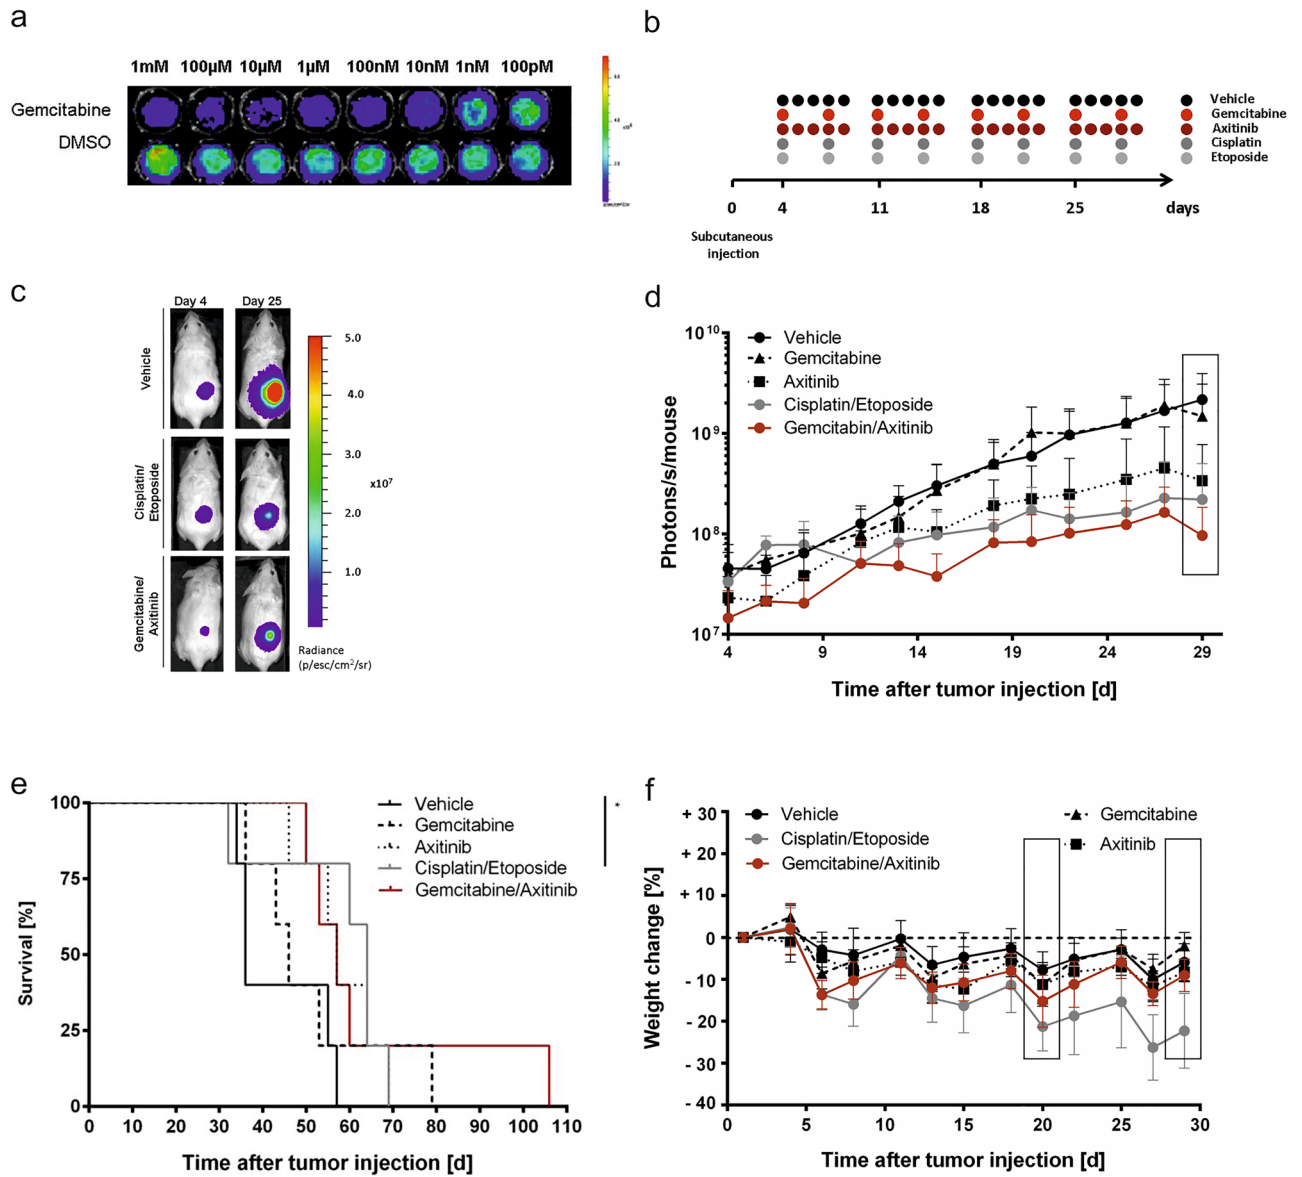 a
1mM 100µM 10µM 1µM 100nM 10nM 1nM 100pM
Gemcitabine
DMSO
b
Vehicle
Gemcitabine
Axitinib
Cisplatin
Etoposide
0 4 11 18 25 days
Subcutaneous
injection
c
Day 4 Day 25
Vehicle
Cisplatin/
Etoposide
Gemcitabine/
Axitinib
5.0
4.0
3.0
x10⁷
2.0
1.0
Radiance
(p/esc/cm²/sr)
d
Photons/s/mouse
10¹⁰
10⁹
10⁸
10⁷
Vehicle
Gemcitabine
Axitinib
Cisplatin/Etoposide
Gemcitabin/Axitinib
4 9 14 19 24 29
Time after tumor injection [d]
e
Survival [%]
100
75
50
25
0
Vehicle
Gemcitabine
Axitinib
Cisplatin/Etoposide
Gemcitabine/Axitinib
*
0 10 20 30 40 50 60 70 80 90 100 110
Time after tumor injection [d]
f
Weight change [%]
+ 30
+ 20
+ 10
0
- 10
- 20
- 30
- 40
Vehicle
Cisplatin/Etoposide
Gemcitabine/Axitinib
Gemcitabine
Axitinib
0 5 10 15 20 25 30
Time after tumor injection [d]